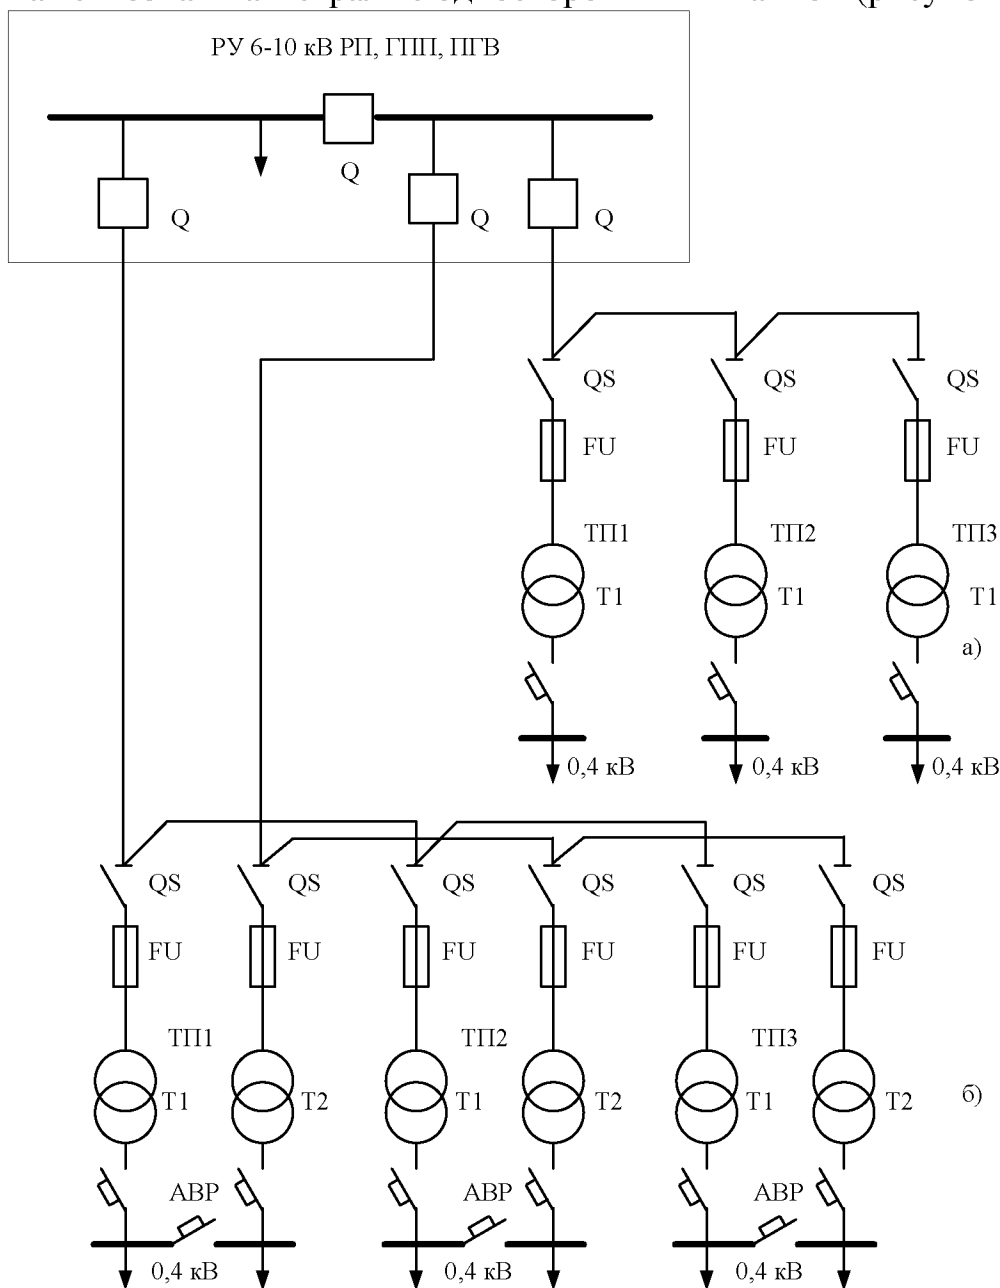 РУ 6-10 кВ РП, ГПП, ПГВ
Q
Q Q Q
QS QS QS
FU FU FU
ТП1 ТП2 ТП3
Т1 Т1 Т1
а)
0,4 кВ 0,4 кВ 0,4 кВ
QS QS QS QS QS QS
FU FU FU FU FU FU
ТП1 ТП2 ТП3
Т1 Т2 Т1 Т2 Т1 Т2
б)
АВР АВР АВР
0,4 кВ 0,4 кВ 0,4 кВ